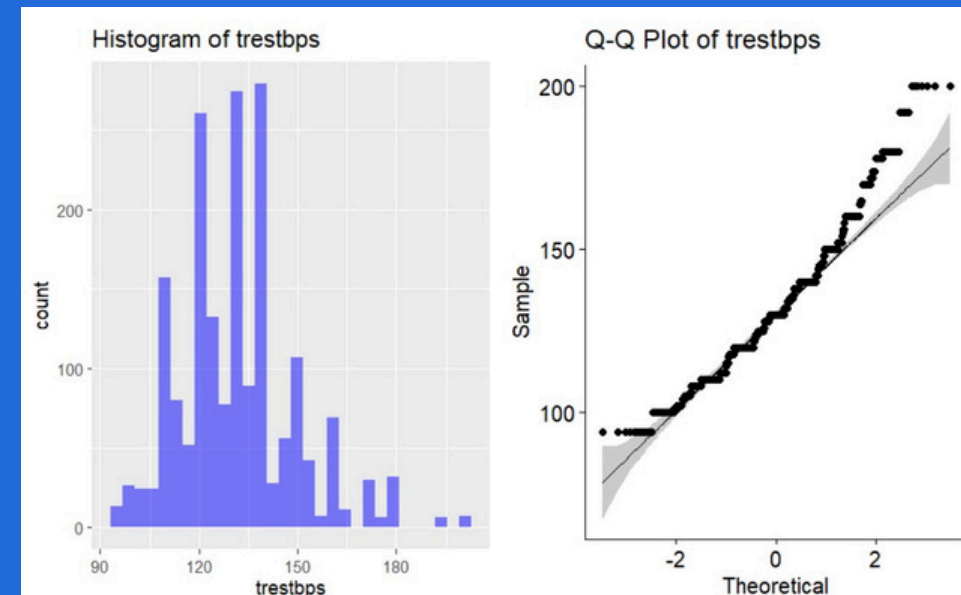 Histogram of trestbps
200
100
0
count
90
120
150
180
trestbps
Q-Q Plot of trestbps
200
150
100
Sample
-2
0
2
Theoretical